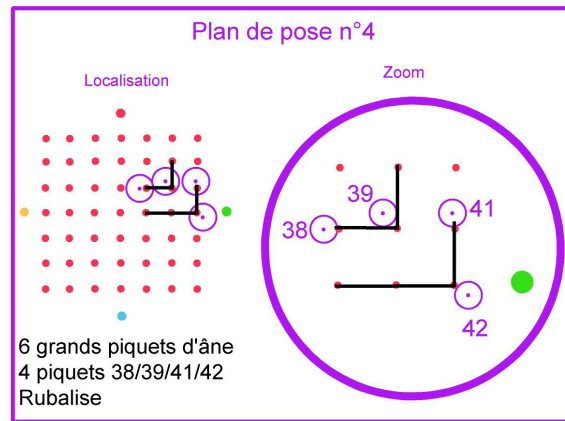 Plan de pose n°4
Localisation
Zoom
39
41
38
42
6 grands piquets d'âne
4 piquets 38/39/41/42
Rubalise